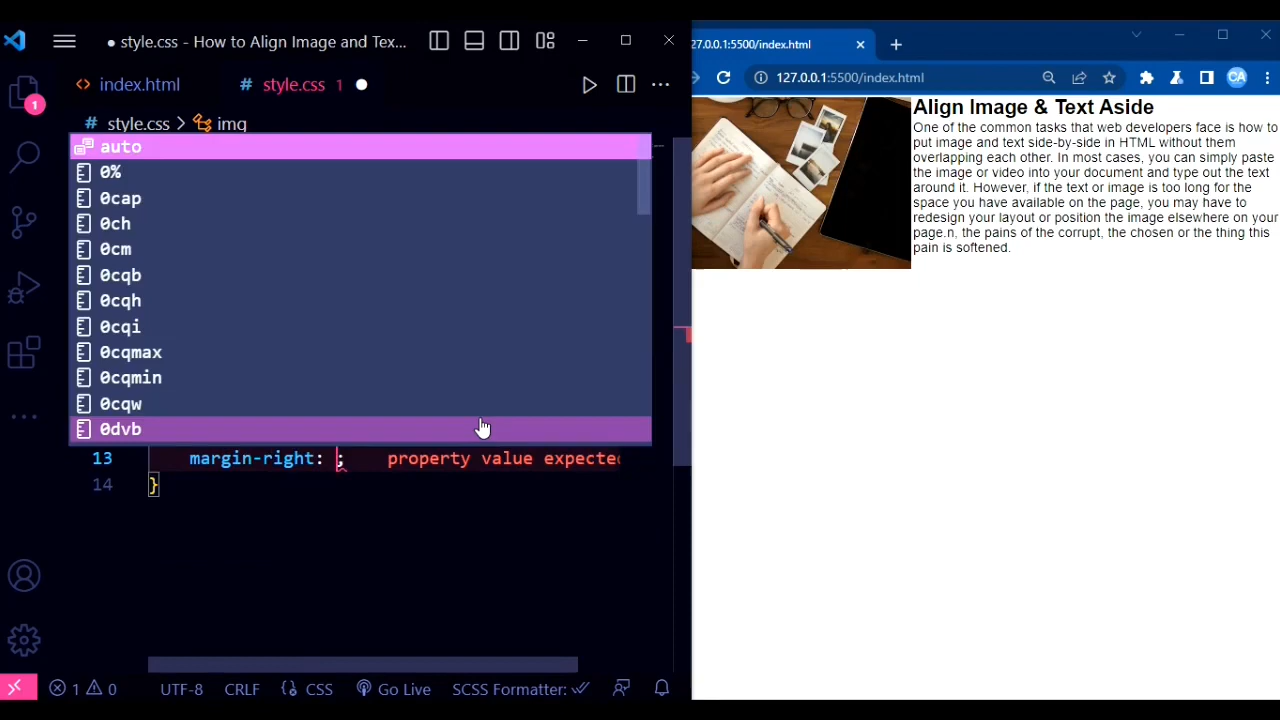 ● style.css - How to Align Image and Tex...
index.html
# style.css 1 ●
1
# style.css > img
auto
0%
0cap
0ch
0cm
0cqb
0cqh
0cqi
0cqmax
0cqmin
0cqw
0dvb
13 margin-right: ; property value expected
14 }
1 0 UTF-8 CRLF {} CSS Go Live SCSS Formatter:
27.0.0.1:5500/index.html
127.0.0.1:5500/index.html
CA
Align Image & Text Aside
One of the common tasks that web developers face is how to
put image and text side-by-side in HTML without them
overlapping each other. In most cases, you can simply paste
the image or video into your document and type out the text
around it. However, if the text or image is too long for the
space you have available on the page, you may have to
redesign your layout or position the image elsewhere on your
page.n, the pains of the corrupt, the chosen or the thing this
pain is softened.